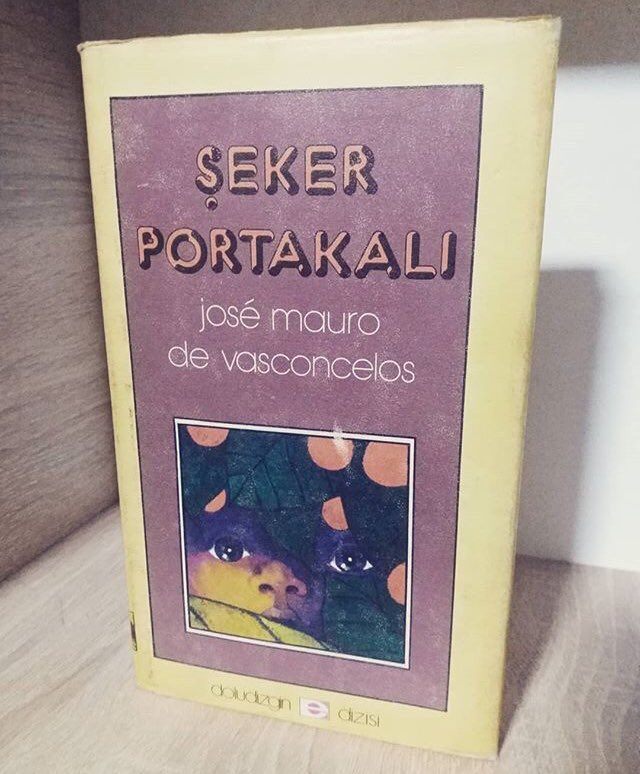 ŞEKER
PORTAKALI
josé mauro
de vasconcelos
doludizgin e dizisi